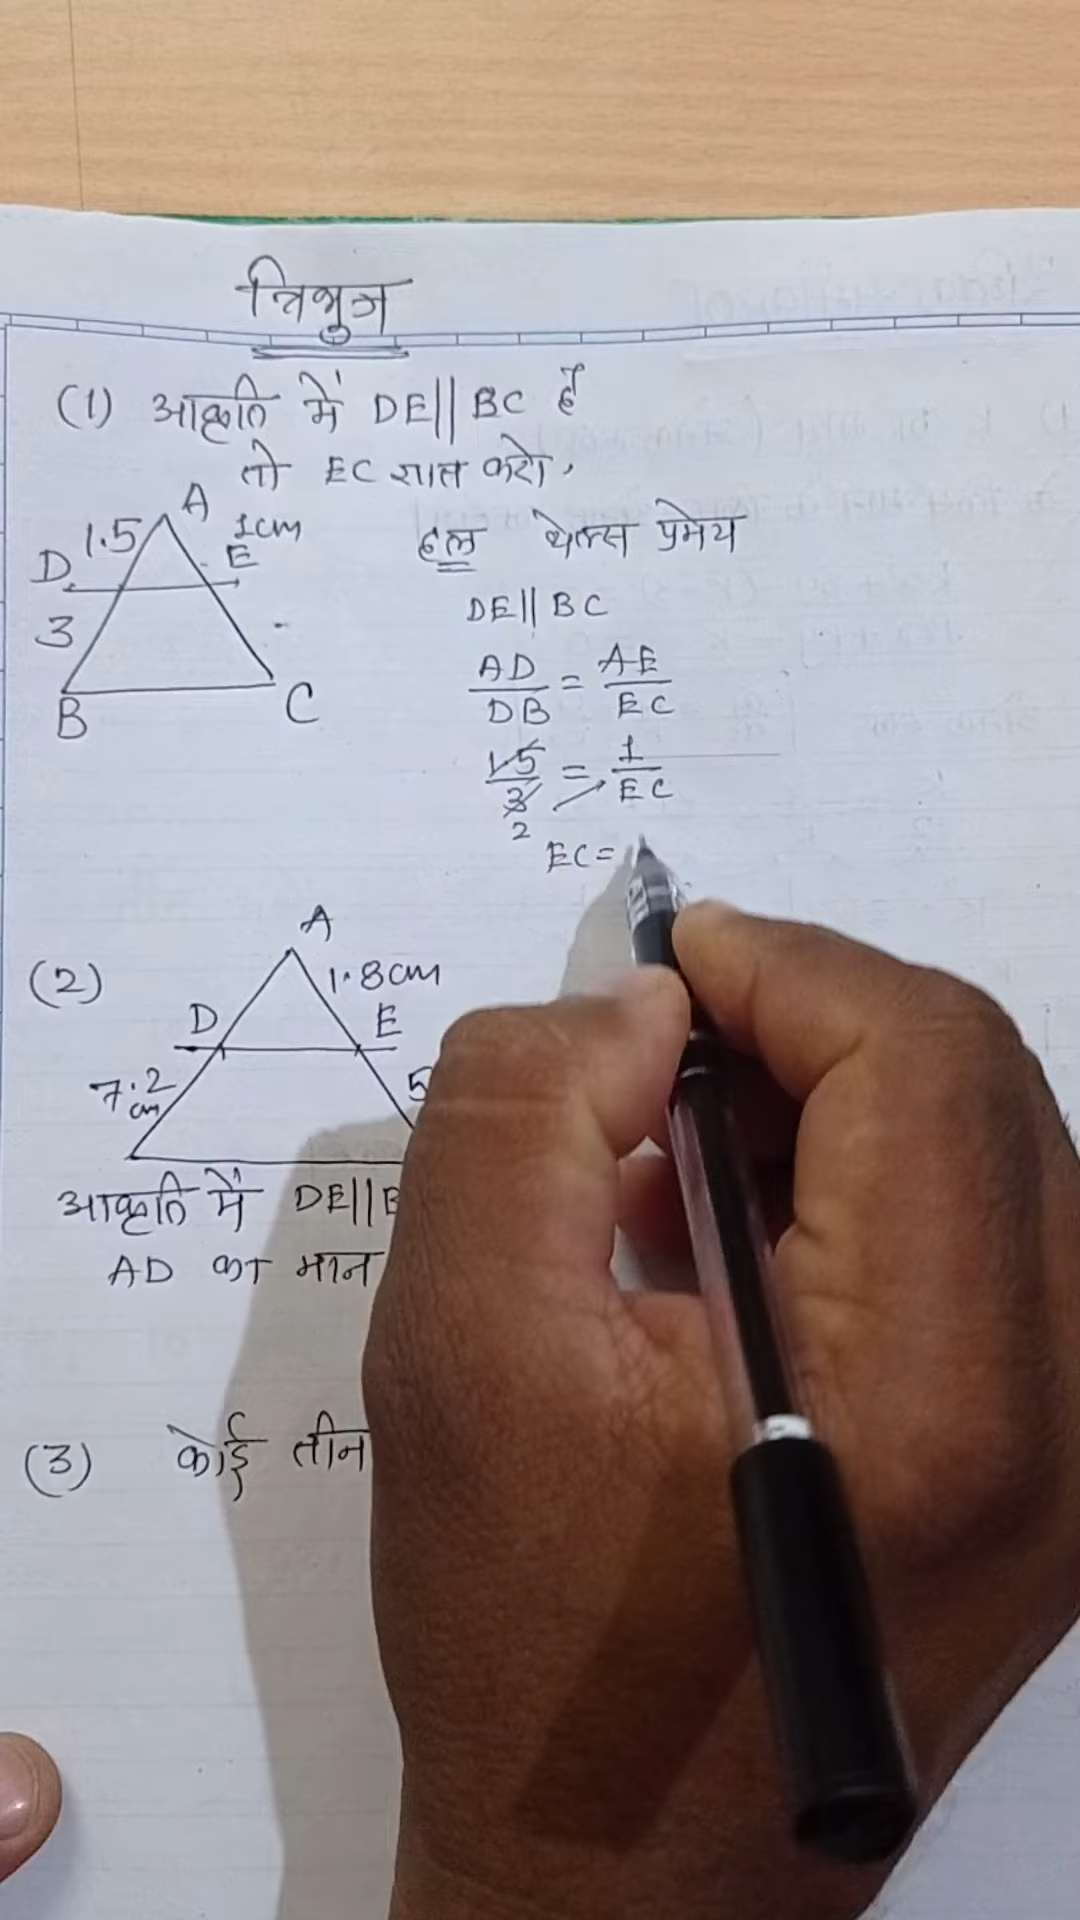 त्रिभुज
(1) आकृति में DE||BC है
तो EC ज्ञात करो,
A
1.5
1cm
D
E
3
B
C
हल थेल्स प्रमेय
DE||BC
AD/DB = AE/EC
1.5/3 = 1/EC
2
EC=
(2)
A
1.8cm
D
E
7.2
cm
5
आकृति में DE||B
AD का मान
(3) कोई तीन